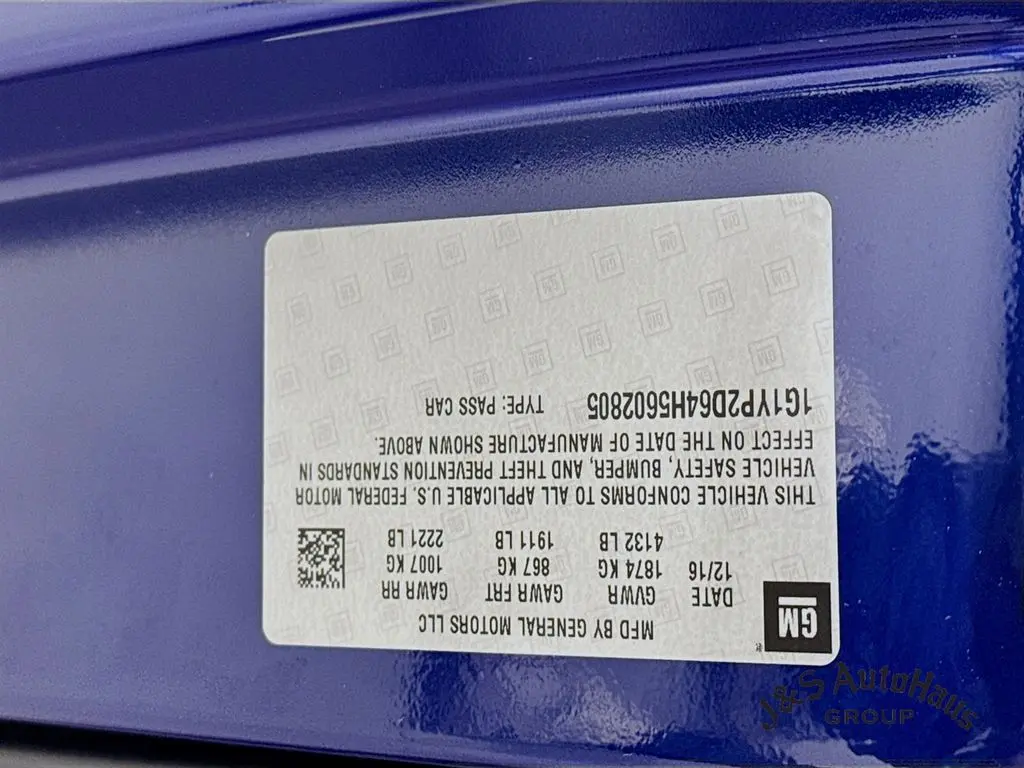 GM
MFD BY GENERAL MOTORS LLC
DATE GVWR GAWR FRT GAWR RR
12/16 1874 KG 867 KG 1007 KG
4132 LB 1911 LB 2221 LB
THIS VEHICLE CONFORMS TO ALL APPLICABLE U.S. FEDERAL MOTOR
VEHICLE SAFETY, BUMPER, AND THEFT PREVENTION STANDARDS IN
EFFECT ON THE DATE OF MANUFACTURE SHOWN ABOVE.
1G1YP2D64H5602805 TYPE: PASS CAR
J&S AutoHaus
GROUP